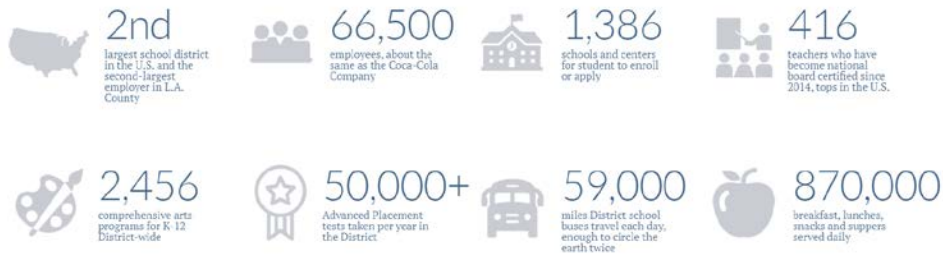 2nd
largest school district
in the U.S. and the
second-largest
employer in L.A.
County
66,500
employees, about the
same as the Coca-Cola
Company
1,386
schools and centers
for student to enroll
or apply
416
teachers who have
become national
board certified since
2014, tops in the U.S.
2,456
comprehensive arts
programs for K-12
District-wide
50,000+
Advanced Placement
tests taken per year in
the District
59,000
miles District school
buses travel each day,
enough to circle the
earth twice
870,000
breakfast, lunches,
snacks and suppers
served daily